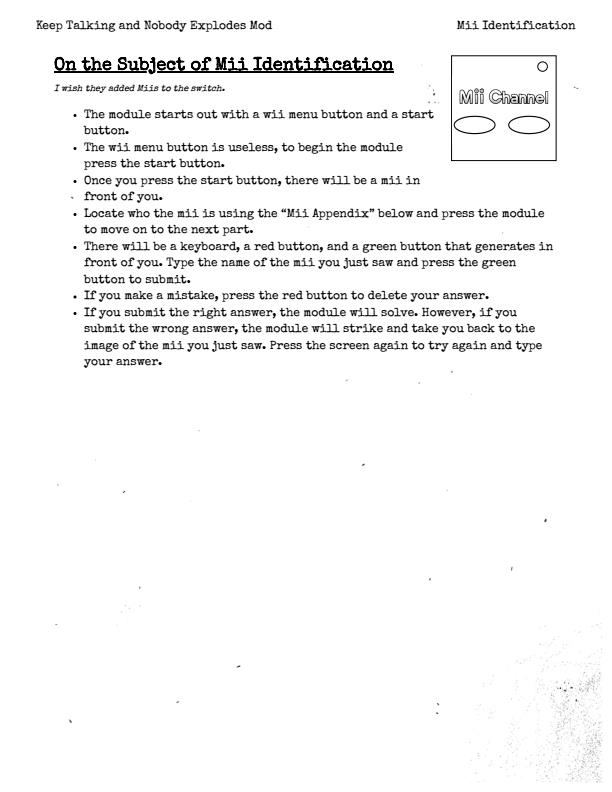 Keep Talking and Nobody Explodes Mod
Mii Identification
On the Subject of Mii Identification
I wish they added Miis to the switch.
Mii Channel
• The module starts out with a wii menu button and a start
button.
• The wii menu button is useless, to begin the module
press the start button.
• Once you press the start button, there will be a mii in
front of you.
• Locate who the mii is using the “Mii Appendix” below and press the module
to move on to the next part.
• There will be a keyboard, a red button, and a green button that generates in
front of you. Type the name of the mii you just saw and press the green
button to submit.
• If you make a mistake, press the red button to delete your answer.
• If you submit the right answer, the module will solve. However, if you
submit the wrong answer, the module will strike and take you back to the
image of the mii you just saw. Press the screen again to try again and type
your answer.